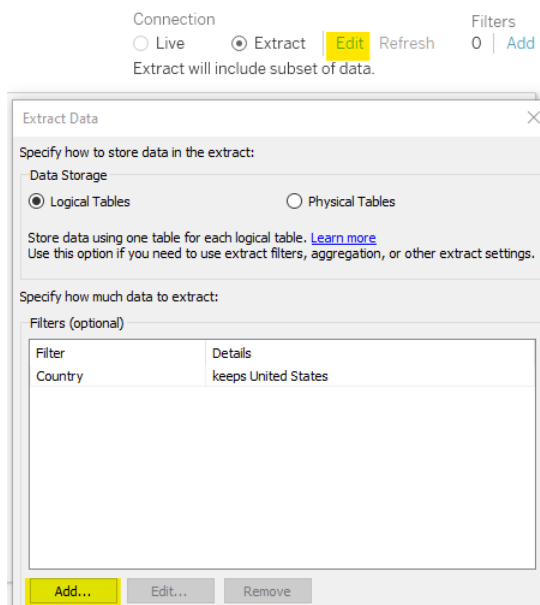 Connection
Filters
Live Extract Edit Refresh
0 Add
Extract will include subset of data.
Extract Data
Specify how to store data in the extract:
Data Storage
Logical Tables Physical Tables
Store data using one table for each logical table. Learn more
Use this option if you need to use extract filters, aggregation, or other extract settings.
Specify how much data to extract:
Filters (optional)
Filter Details
Country keeps United States
Add... Edit... Remove